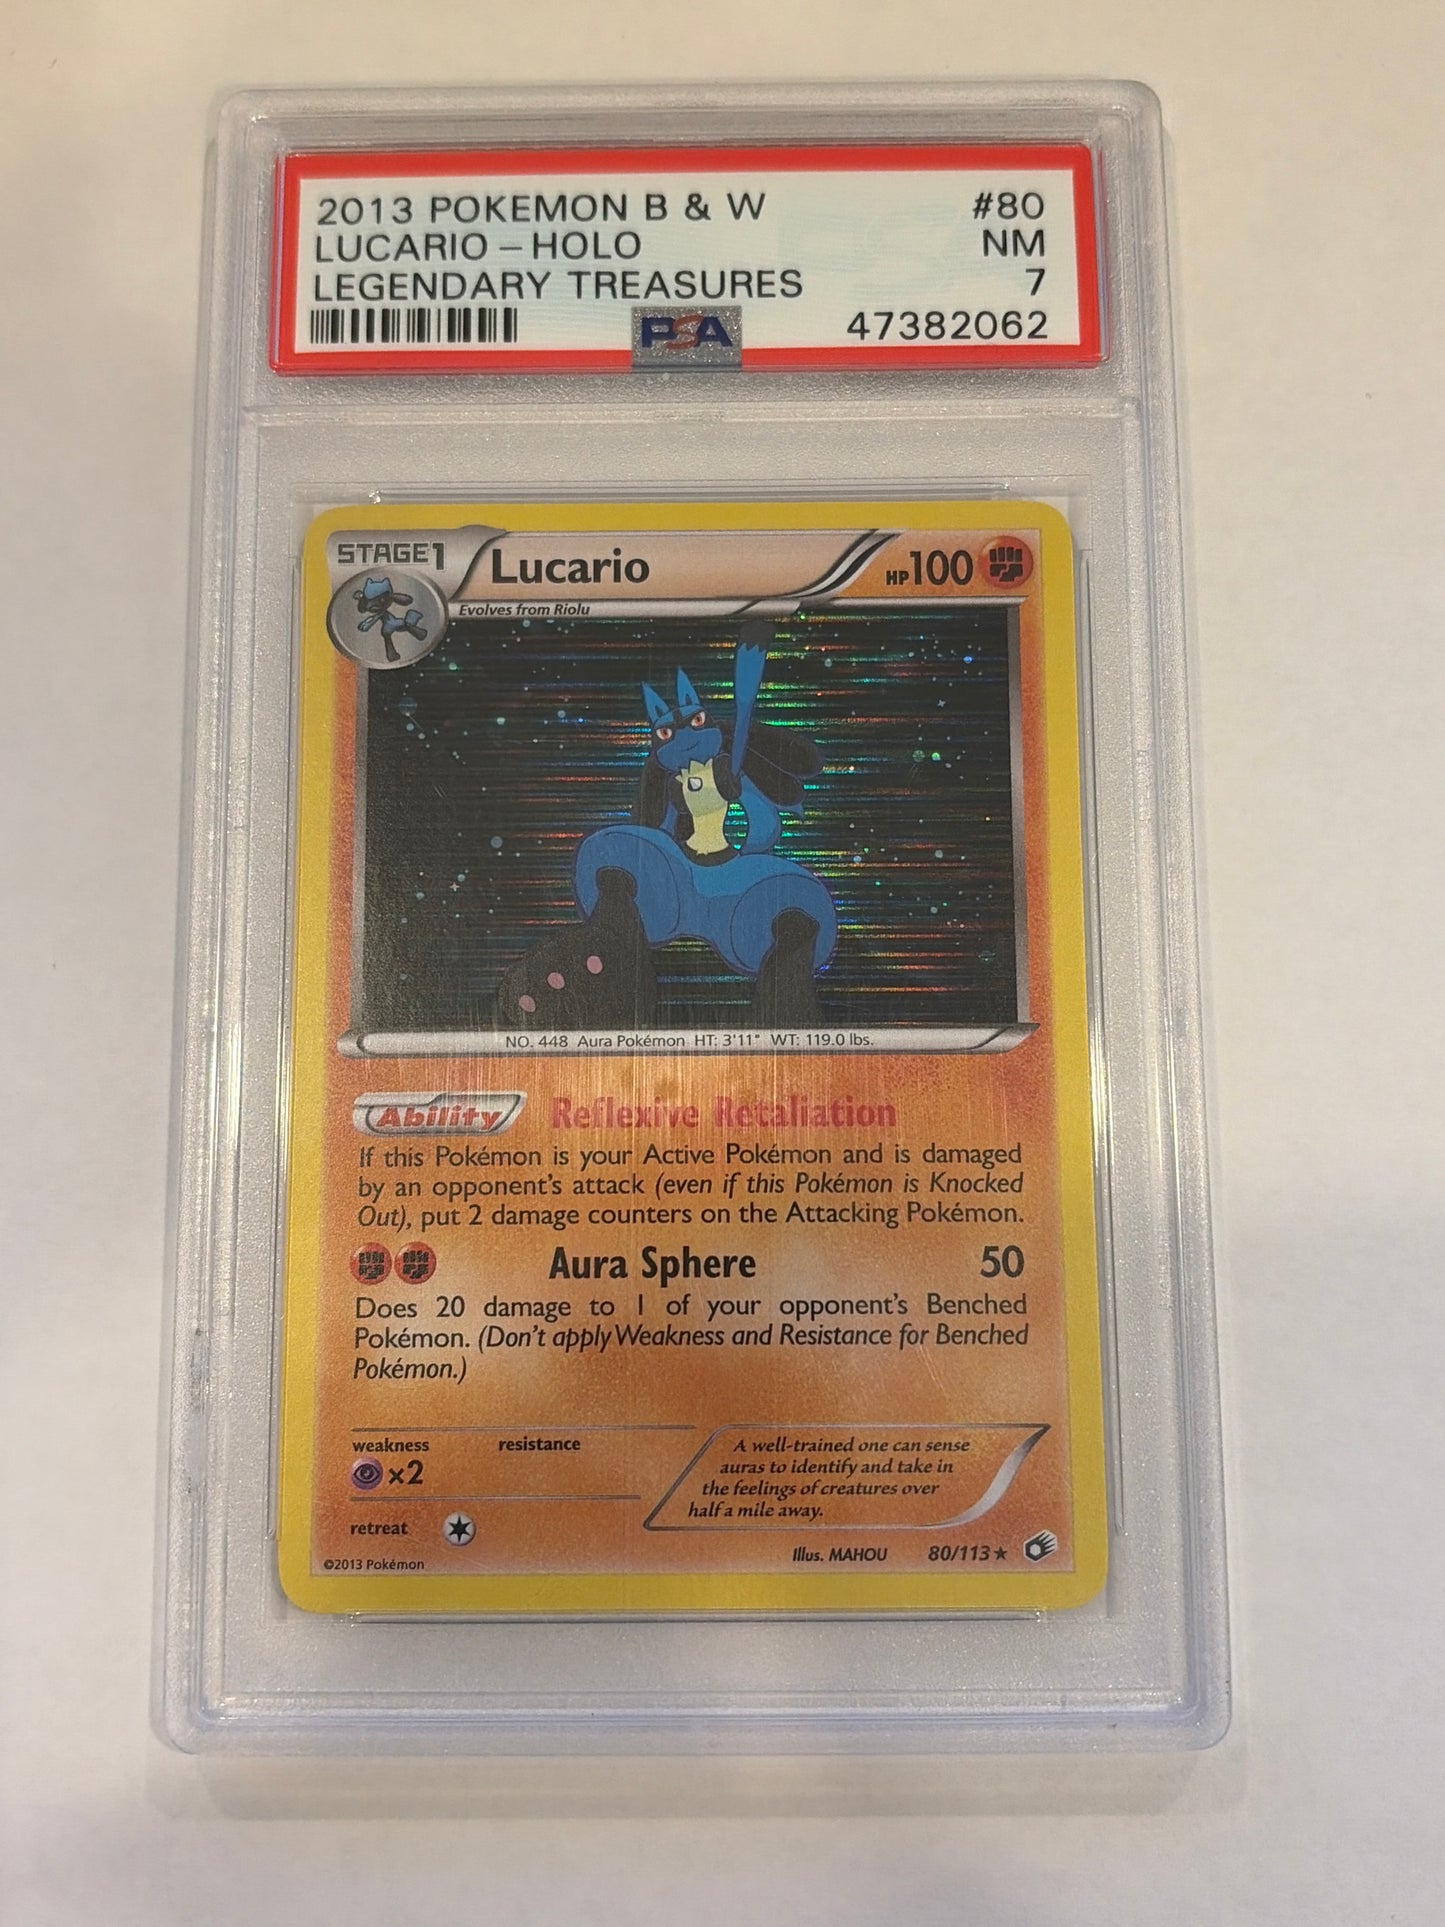 2013 POKEMON B & W #80
LUCARIO – HOLO NM
LEGENDARY TREASURES 7
PSA 47382062
STAGE1 Lucario HP100
Evolves from Riolu
NO. 448 Aura Pokémon HT: 3'11" WT: 119.0 lbs.
Ability Reflexive Retaliation
If this Pokémon is your Active Pokémon and is damaged
by an opponent's attack (even if this Pokémon is Knocked
Out), put 2 damage counters on the Attacking Pokémon.
Aura Sphere 50
Does 20 damage to 1 of your opponent's Benched
Pokémon. (Don't apply Weakness and Resistance for Benched
Pokémon.)
weakness resistance
×2
retreat
A well-trained one can sense
auras to identify and take in
the feelings of creatures over
half a mile away.
Illus. MAHOU 80/113
©2013 Pokémon